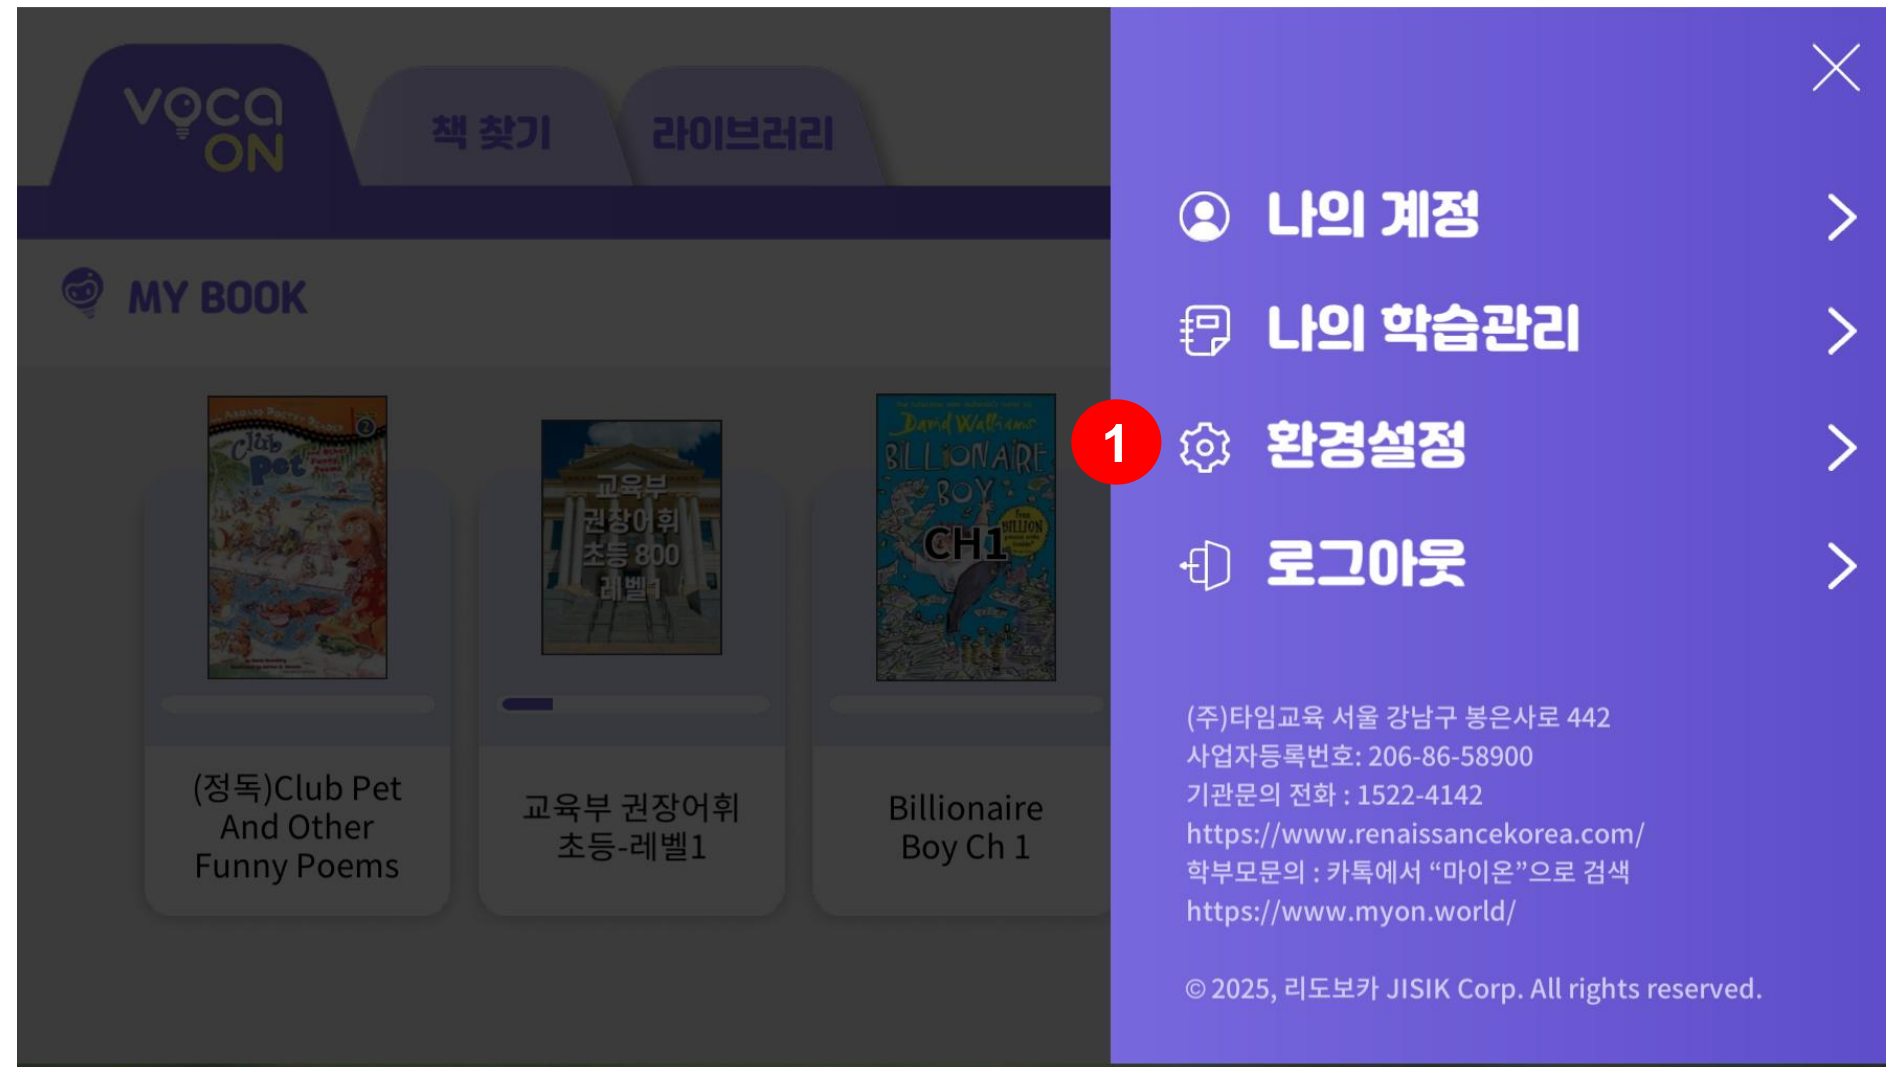 VOCA
ON
책 찾기
라이브러리
MY BOOK
2
Club
Pet
and Other
Funny
Poems
교육부
권장어휘
초등 800
레벨1
David Walliams
BILLIONAIRE
BOY
CH1
BILLION
(정독)Club Pet
And Other
Funny Poems
교육부 권장어휘
초등-레벨1
Billionaire
Boy Ch 1
나의 계정
나의 학습관리
1
환경설정
로그아웃
(주)타임교육 서울 강남구 봉은사로 442
사업자등록번호: 206-86-58900
기관문의 전화 : 1522-4142
https://www.renaissancekorea.com/
학부모문의 : 카톡에서 “마이온”으로 검색
https://www.myon.world/
© 2025, 리도보카 JISIK Corp. All rights reserved.